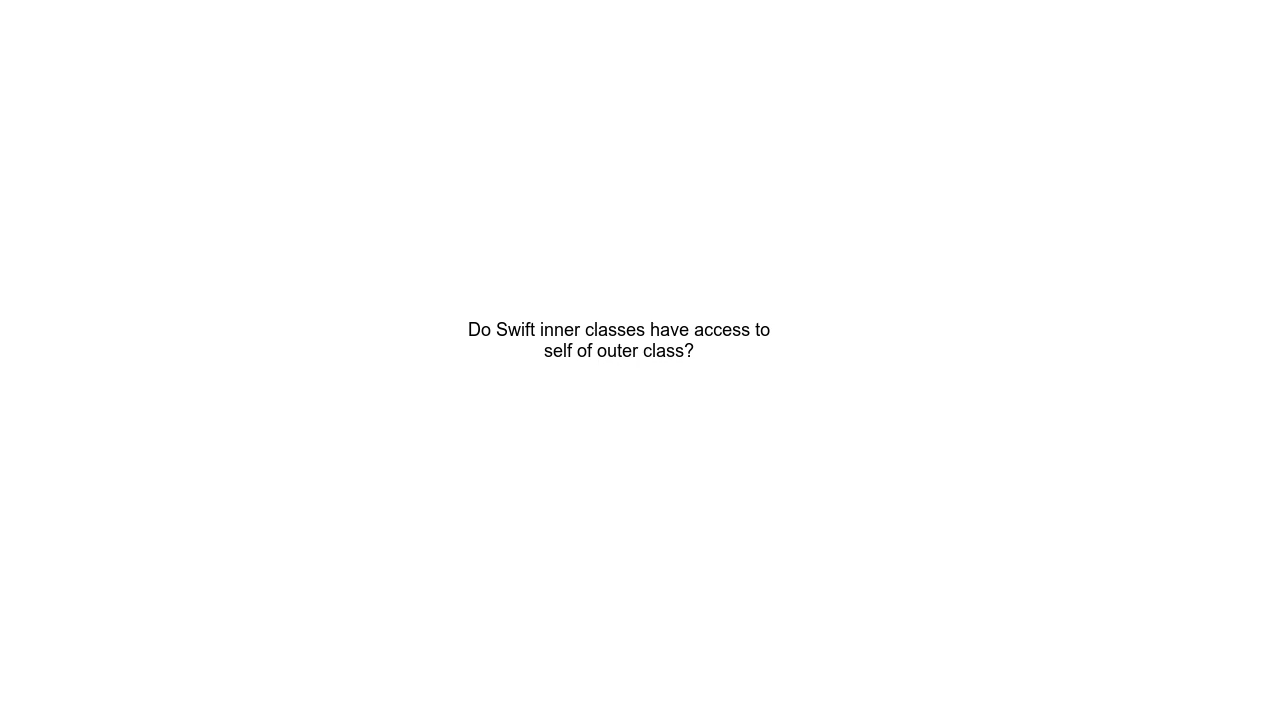 Do Swift inner classes have access to
self of outer class?